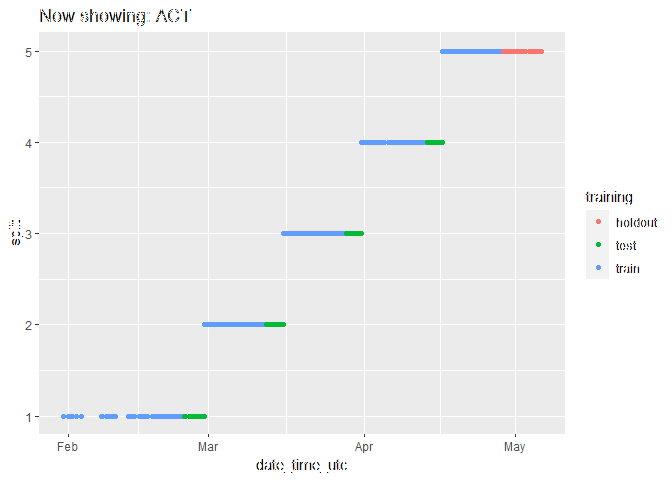 Now showing: ACT
5
4
3
2
1
Feb
Mar
Apr
May
date_time_utc
training
holdout
test
train